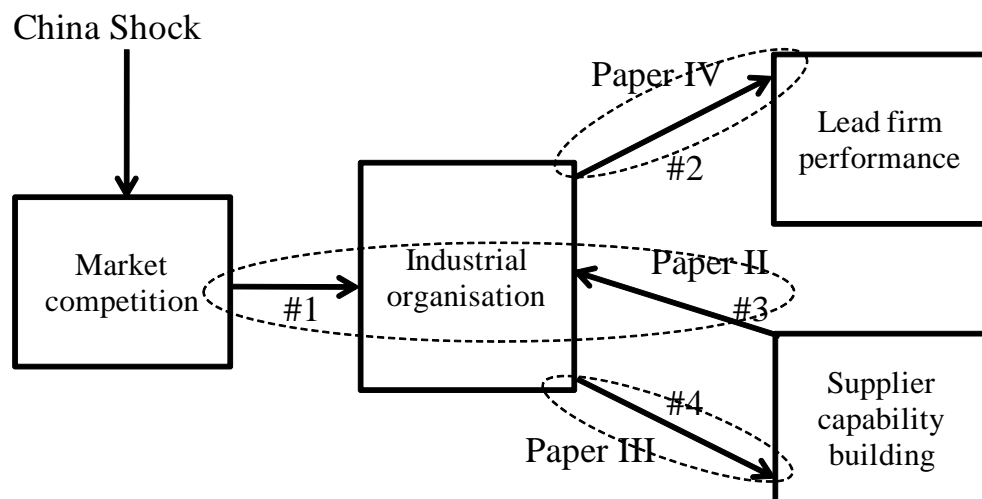 China Shock
Paper IV
Lead firm
performance
#2
Market
competition
#1
Industrial
organisation
Paper II
#3
#4
Paper III
Supplier
capability
building